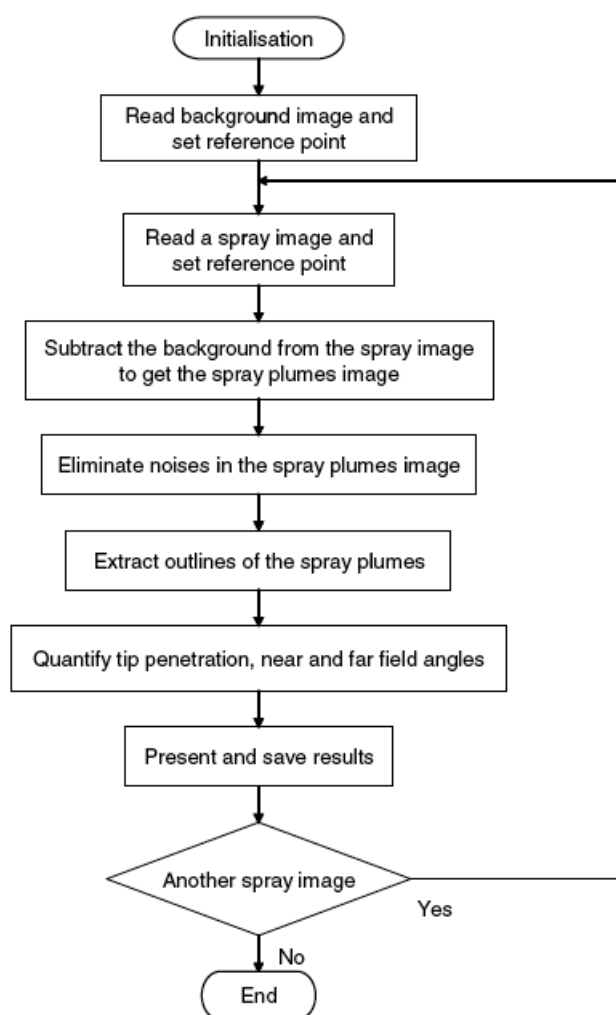 Initialisation
Read background image and
set reference point
Read a spray image and
set reference point
Subtract the background from the spray image
to get the spray plumes image
Eliminate noises in the spray plumes image
Extract outlines of the spray plumes
Quantify tip penetration, near and far field angles
Present and save results
Another spray image
Yes
No
End